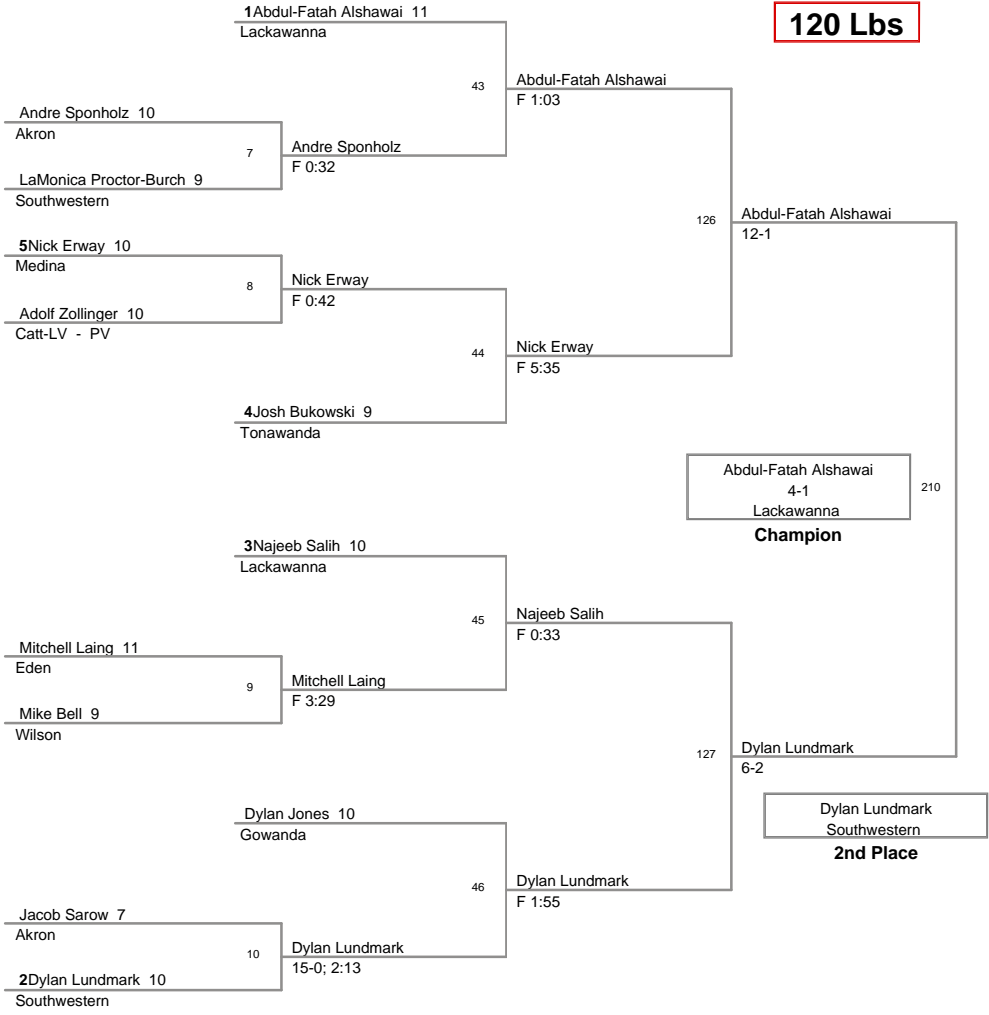 1Abdul-Fatah Alshawai 11
Lackawanna
120 Lbs
43
Abdul-Fatah Alshawai
F 1:03
Andre Sponholz 10
Akron
7
Andre Sponholz
F 0:32
LaMonica Proctor-Burch 9
Southwestern
126
Abdul-Fatah Alshawai
12-1
5Nick Erway 10
Medina
8
Nick Erway
F 0:42
Adolf Zollinger 10
Catt-LV - PV
44
Nick Erway
F 5:35
4Josh Bukowski 9
Tonawanda
Abdul-Fatah Alshawai
4-1
Lackawanna
Champion
210
3Najeeb Salih 10
Lackawanna
45
Najeeb Salih
F 0:33
Mitchell Laing 11
Eden
9
Mitchell Laing
F 3:29
Mike Bell 9
Wilson
127
Dylan Lundmark
6-2
Dylan Lundmark
Southwestern
2nd Place
Dylan Jones 10
Gowanda
46
Dylan Lundmark
F 1:55
Jacob Sarow 7
Akron
10
Dylan Lundmark
15-0; 2:13
2Dylan Lundmark 10
Southwestern